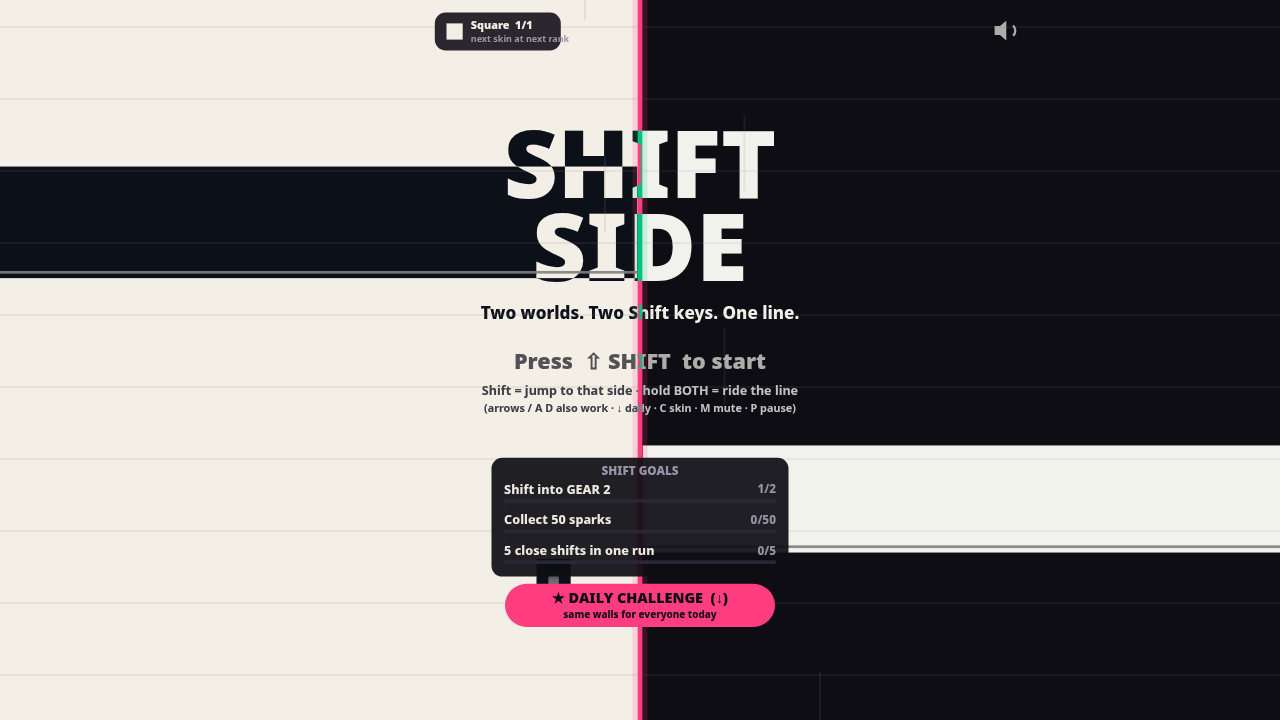 Square 1/1
next skin at next rank
SHIFT
SIDE
Two worlds. Two Shift keys. One line.
Press ⇧ SHIFT to start
Shift = jump to that side · hold BOTH = ride the line
(arrows / A D also work · ↓ daily · C skin · M mute · P pause)
SHIFT GOALS
Shift into GEAR 2 1/2
Collect 50 sparks 0/50
5 close shifts in one run 0/5
★ DAILY CHALLENGE (↓)
same walls for everyone today